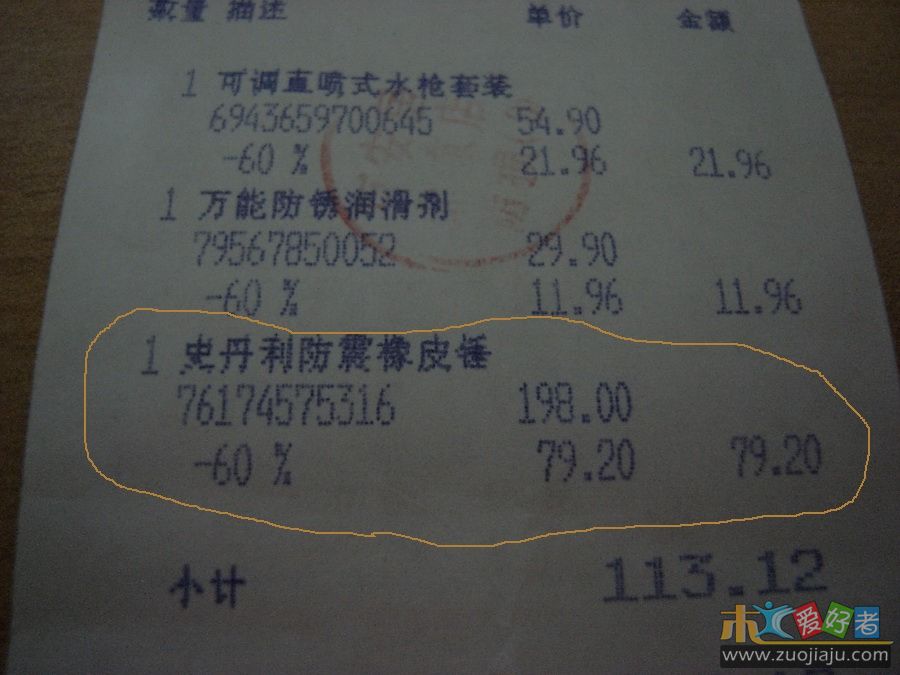 数量 描述 单价 金额
1 可调直喷式水枪套装
6943659700645 54.90
-60 % 21.96 21.96
1 万能防锈润滑剂
79567850052 29.90
-60 % 11.96 11.96
1 史丹利防震橡皮锤
76174575316 198.00
-60 % 79.20 79.20
小计 113.12
木工爱好者
www.zuojiaju.com